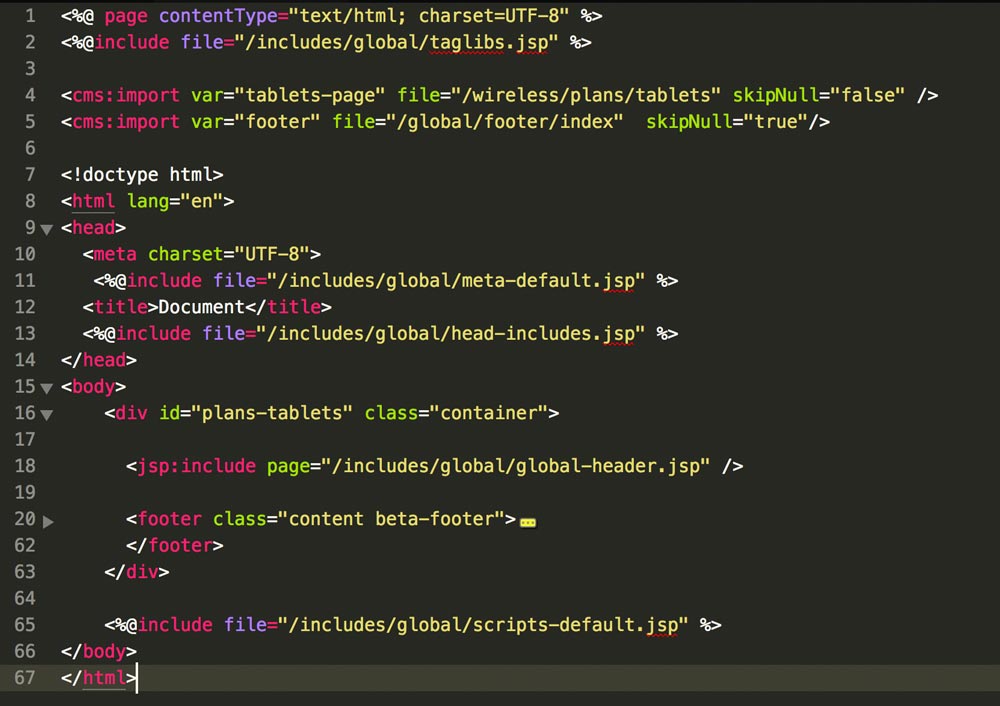 1 <%@ page contentType="text/html; charset=UTF-8" %>
2 <%@include file="/includes/global/taglibs.jsp" %>
3
4 <cms:import var="tablets-page" file="/wireless/plans/tablets" skipNull="false" />
5 <cms:import var="footer" file="/global/footer/index"  skipNull="true"/>
6
7 <!doctype html>
8 <html lang="en">
9 <head>
10   <meta charset="UTF-8">
11    <%@include file="/includes/global/meta-default.jsp" %>
12   <title>Document</title>
13   <%@include file="/includes/global/head-includes.jsp" %>
14 </head>
15 <body>
16     <div id="plans-tablets" class="container">
17
18       <jsp:include page="/includes/global/global-header.jsp" />
19
20       <footer class="content beta-footer">
62       </footer>
63     </div>
64
65     <%@include file="/includes/global/scripts-default.jsp" %>
66 </body>
67 </html>